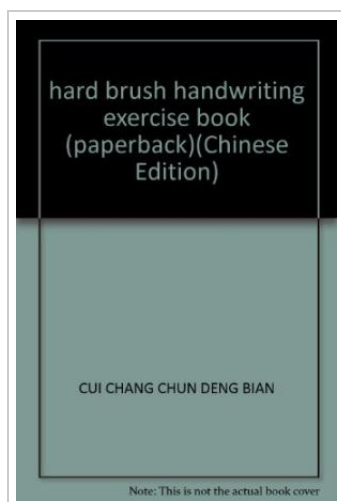 hard brush handwriting
exercise book
(paperback)(Chinese
Edition)
CUI CHANG CHUN DENG BIAN
Note: This is not the actual book cover